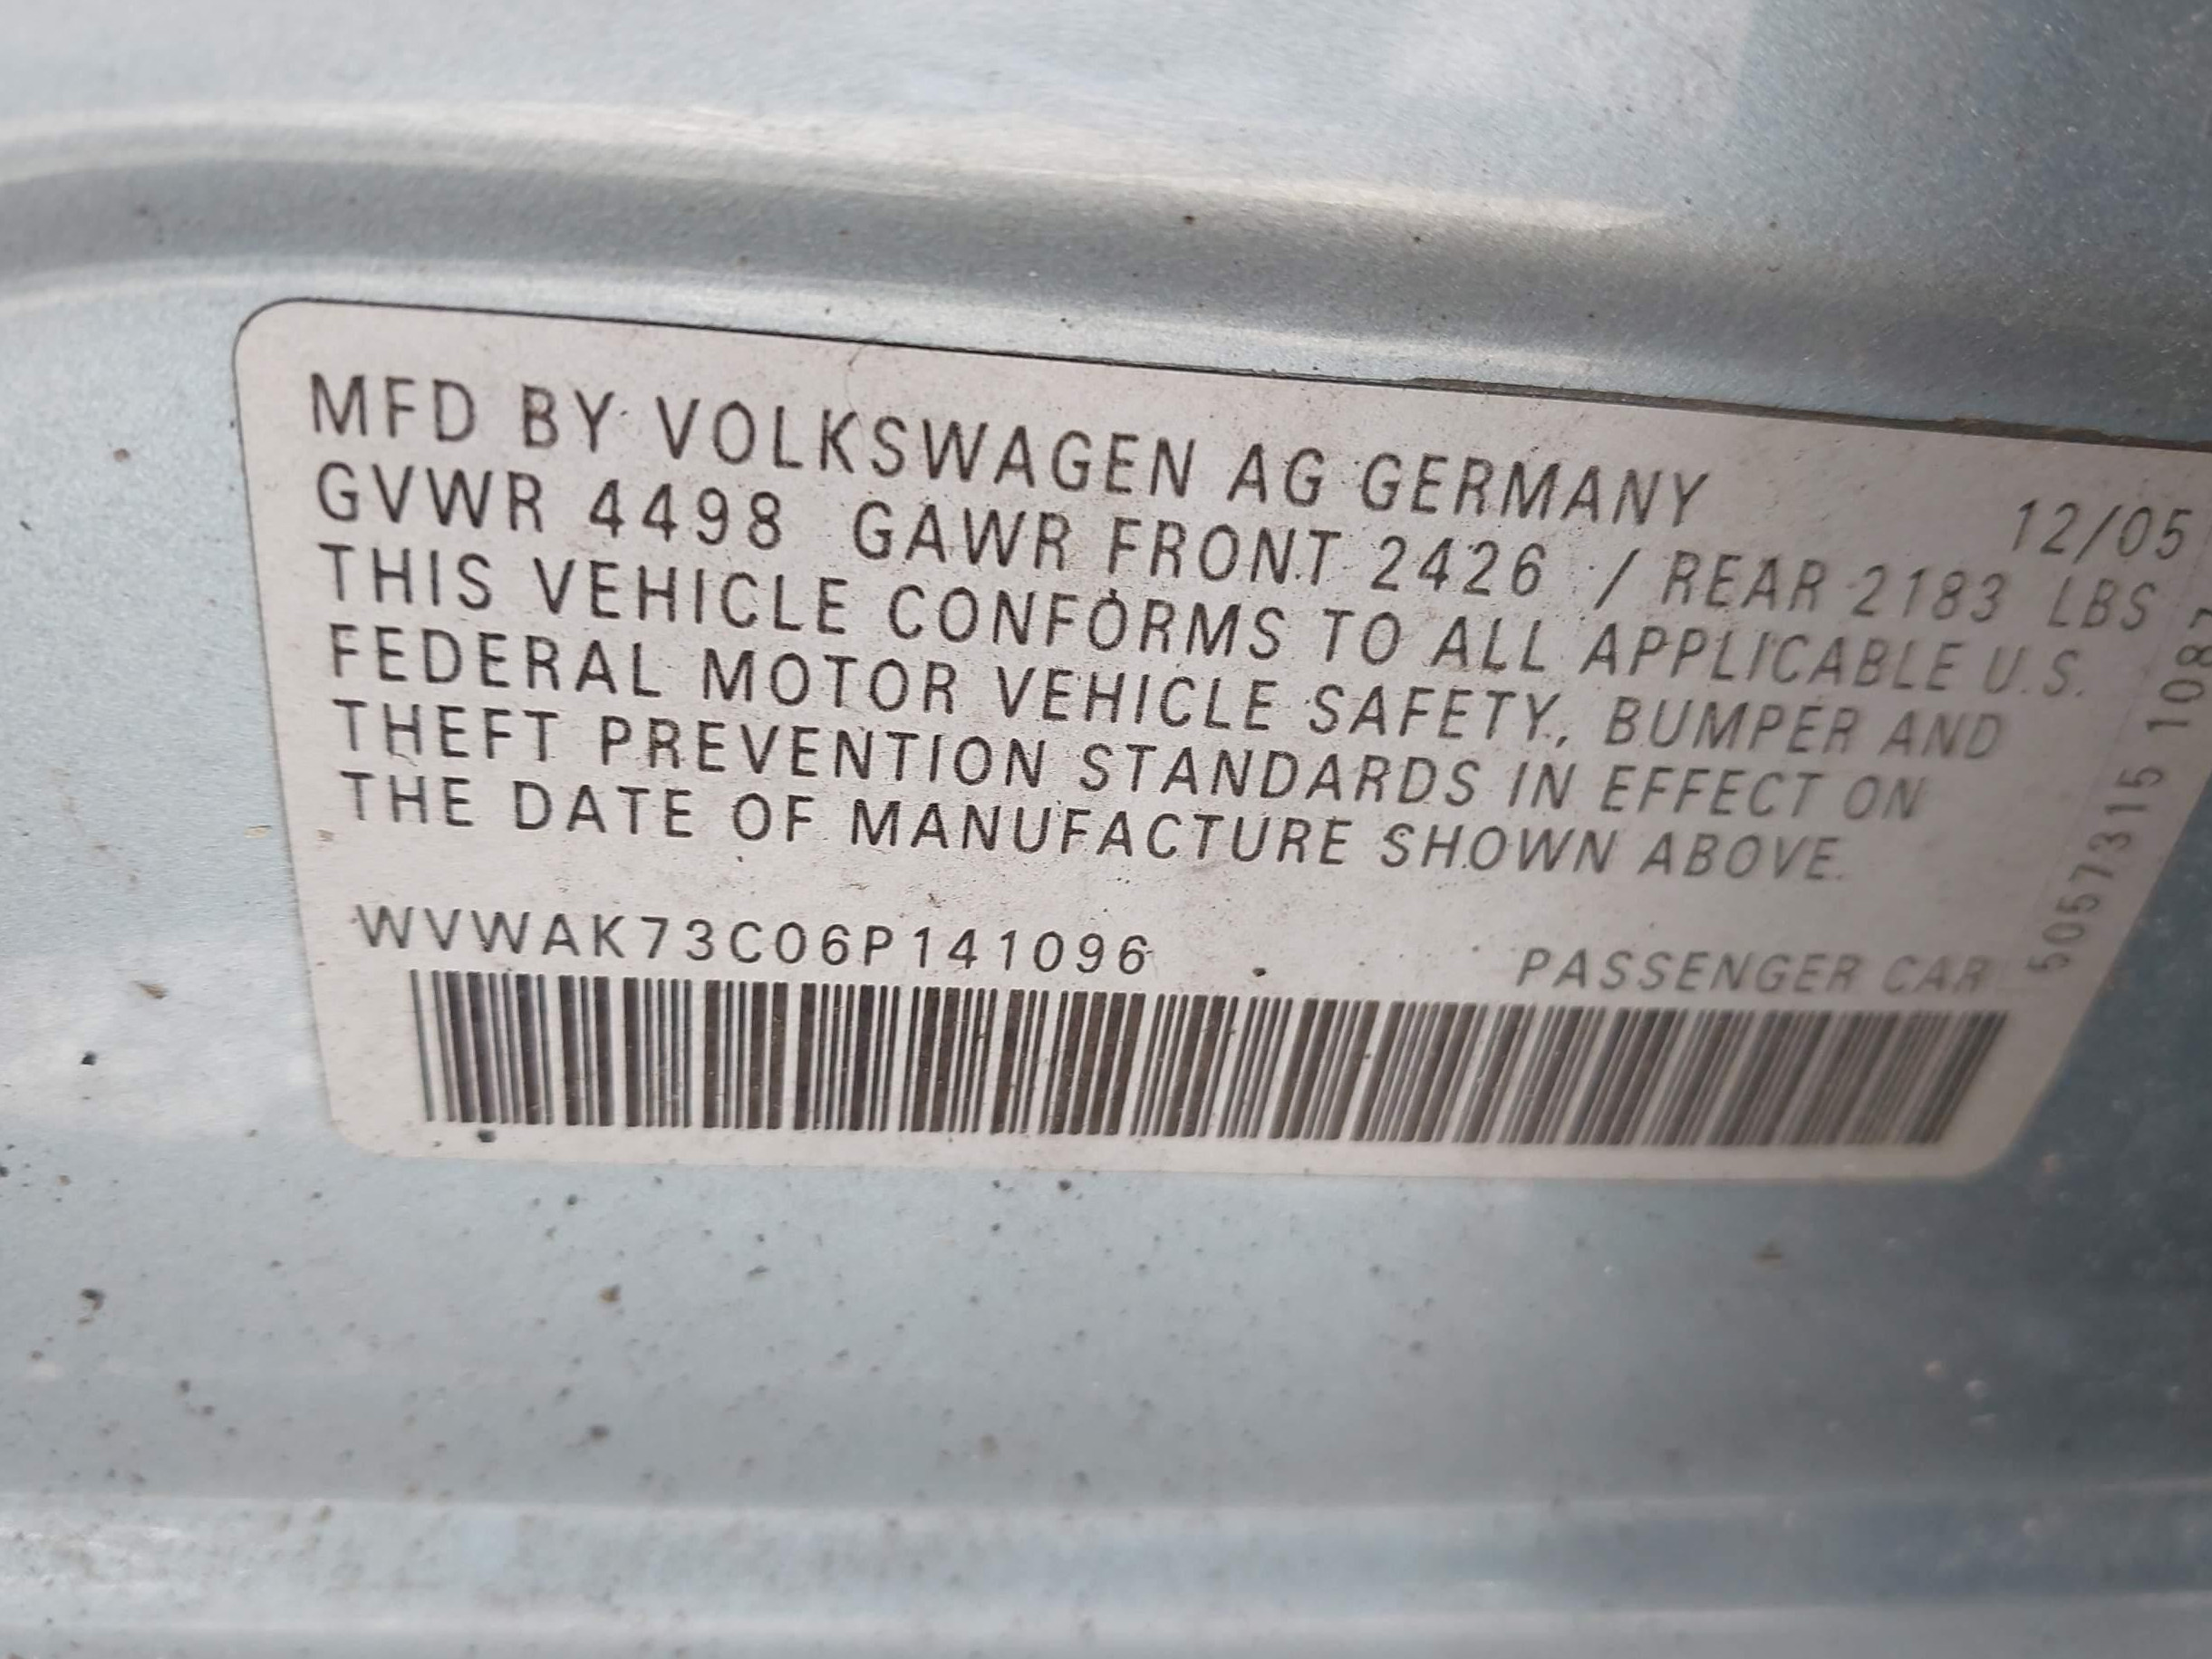 MFD BY VOLKSWAGEN AG GERMANY 12/05
GVWR 4498 GAWR FRONT 2426 / REAR 2183 LBS
THIS VEHICLE CONFORMS TO ALL APPLICABLE U.S.
FEDERAL MOTOR VEHICLE SAFETY, BUMPER AND
THEFT PREVENTION STANDARDS IN EFFECT ON
THE DATE OF MANUFACTURE SHOWN ABOVE.
WVWAK73C06P141096 PASSENGER CAR
5057315